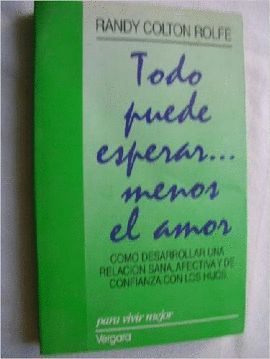 RANDY COLTON ROLFE
Todo
puede
esperar...
menos
el amor
COMO DESARROLLAR UNA
RELACION SANA, AFECTIVA Y DE
CONFIANZA CON LOS HIJOS.
para vivir mejor
Vergara